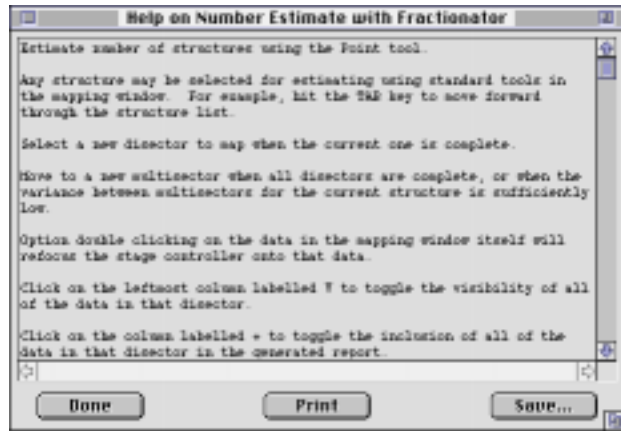 Help on Number Estimate with Fractionator
Estimate number of structures using the Point tool.
Any structure may be selected for estimating using standard tools in
the mapping window. For example, hit the TAB key to move forward
through the structure list.
Select a new disector to map when the current one is complete.
Move to a new multisector when all disectors are complete, or when the
variance between multisectors for the current structure is sufficiently
low.
Option double clicking on the data in the mapping window itself will
refocus the stage controller onto that data.
Click on the leftmost column labelled V to toggle the visibility of all
of the data in that disector.
Click on the column labelled + to toggle the inclusion of all of the
data in that disector in the generated report.
Done
Print
Save...